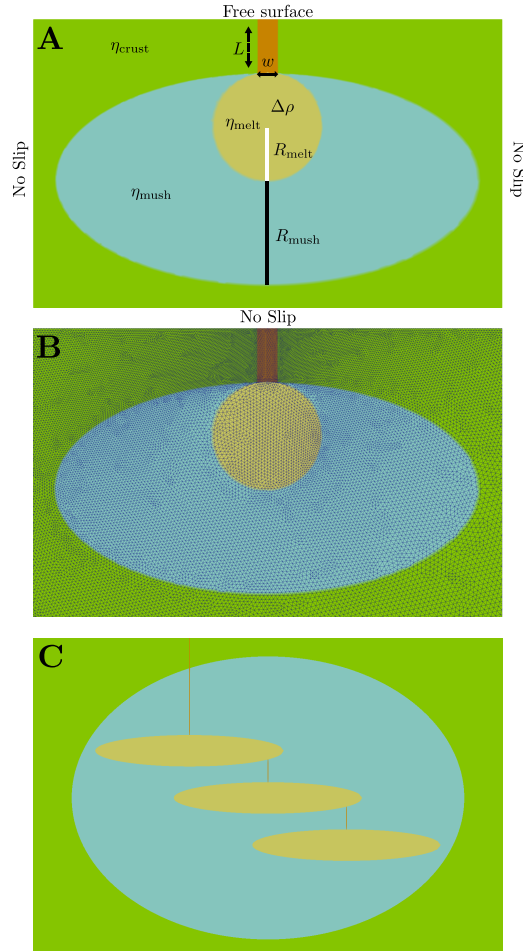 Free surface
A
η_crust
L
w
Δρ
η_melt
R_melt
No Slip
No Slip
η_mush
R_mush
No Slip
B
C